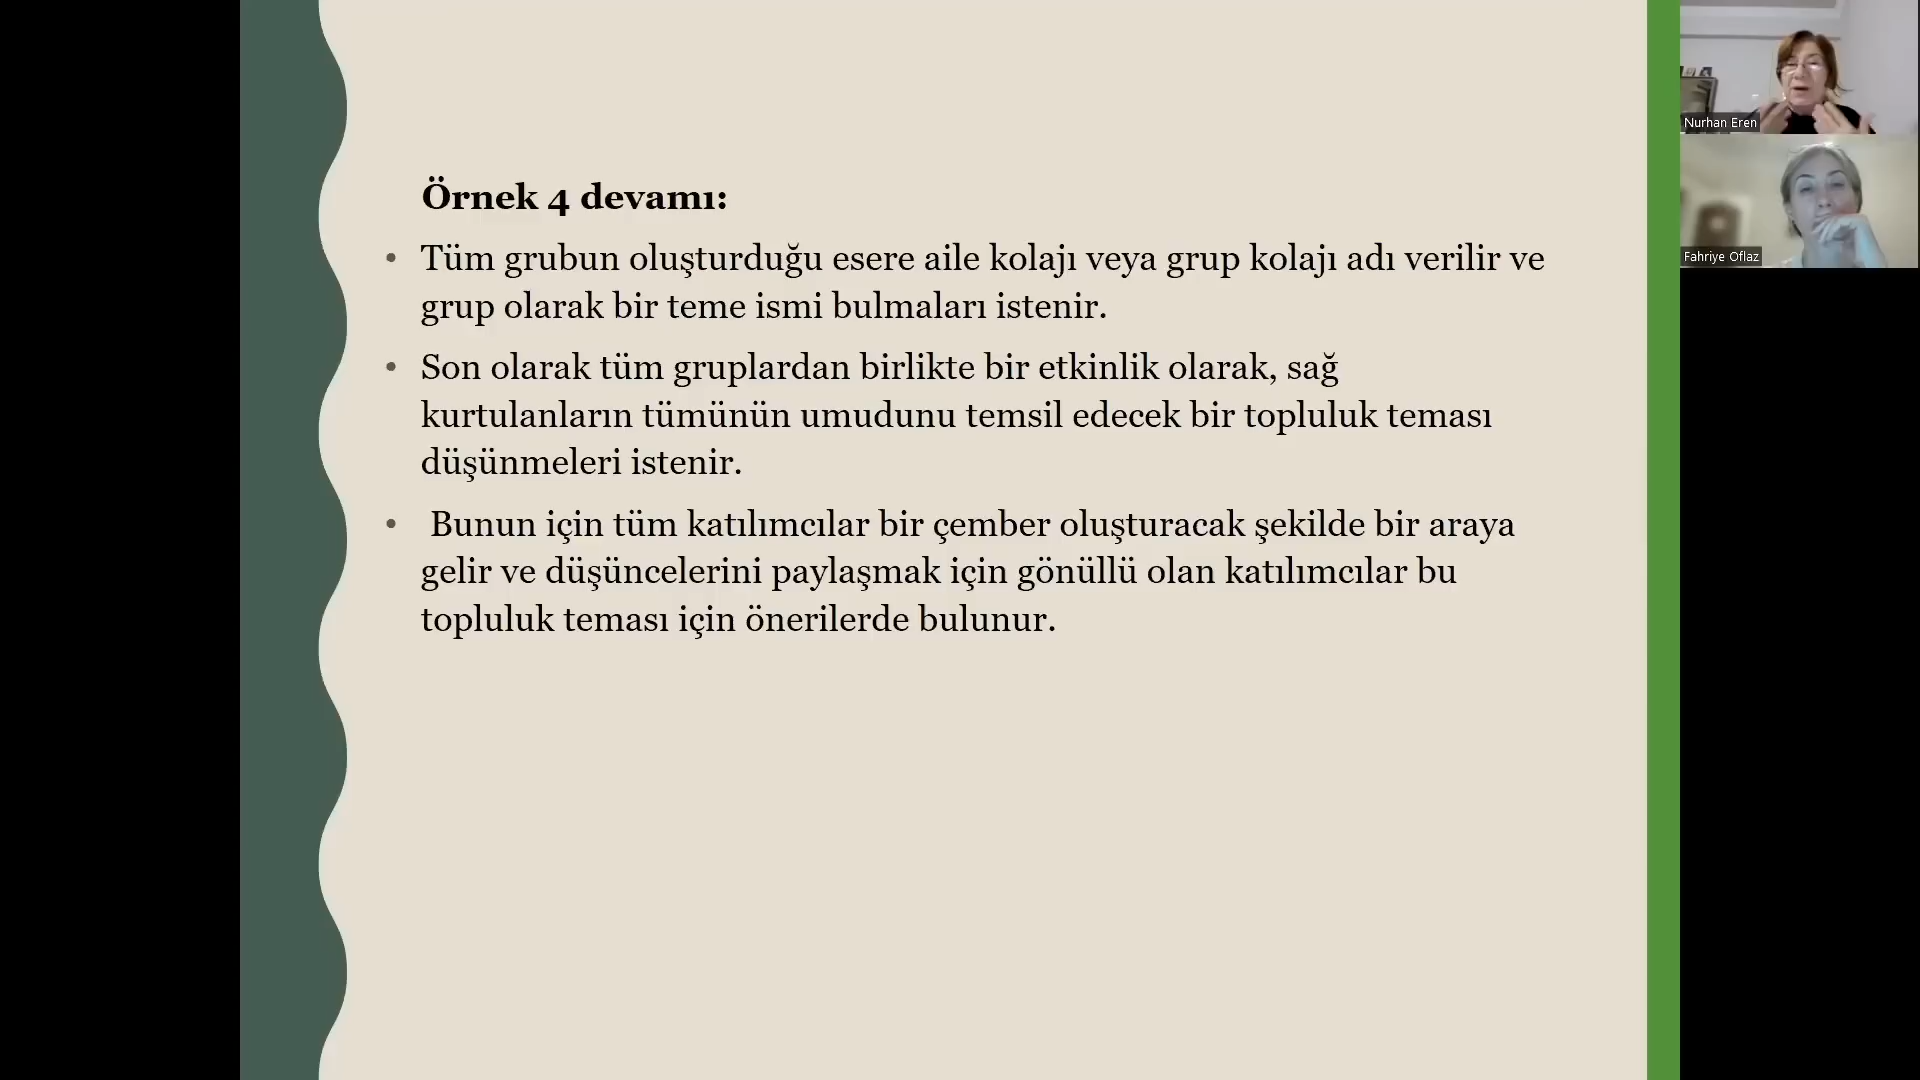 Örnek 4 devamı:
• Tüm grubun oluşturduğu esere aile kolajı veya grup kolajı adı verilir ve
grup olarak bir teme ismi bulmaları istenir.
• Son olarak tüm gruplardan birlikte bir etkinlik olarak, sağ
kurtulanların tümünün umudunu temsil edecek bir topluluk teması
düşünmeleri istenir.
• Bunun için tüm katılımcılar bir çember oluşturacak şekilde bir araya
gelir ve düşüncelerini paylaşmak için gönüllü olan katılımcılar bu
topluluk teması için önerilerde bulunur.
Nurhan Eren
Fahriye Oflaz